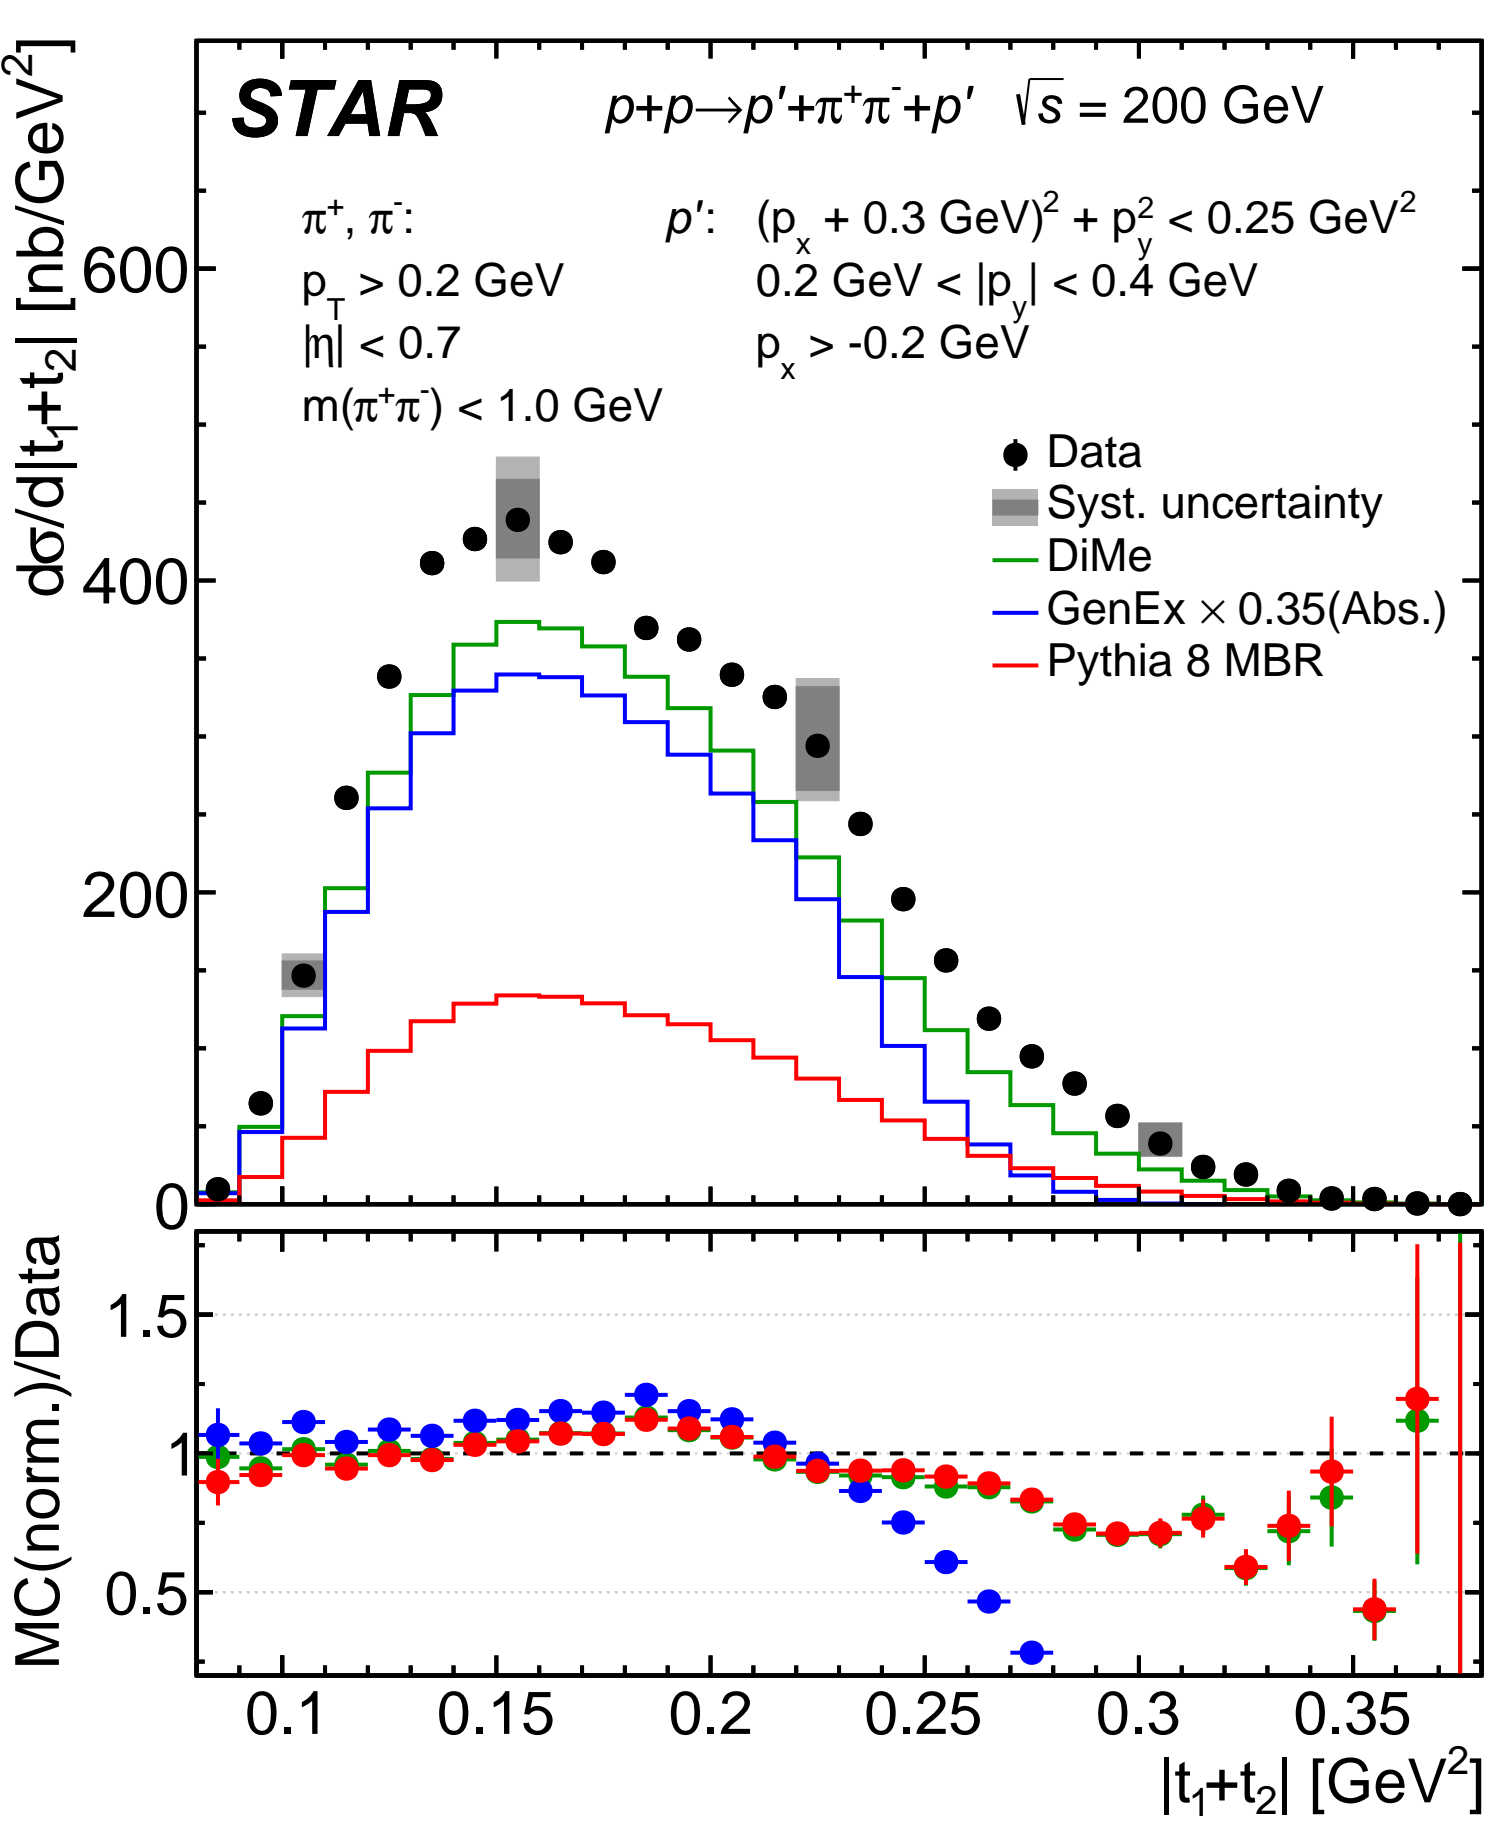 STAR p+p→p′+π⁺π⁻+p′ √s = 200 GeV
π⁺, π⁻: p′: (pₓ + 0.3 GeV)² + p_y² < 0.25 GeV²
p_T > 0.2 GeV 0.2 GeV < |p_y| < 0.4 GeV
|η| < 0.7 pₓ > -0.2 GeV
m(π⁺π⁻) < 1.0 GeV
Data
Syst. uncertainty
DiMe
GenEx × 0.35(Abs.)
Pythia 8 MBR
dσ/d|t₁+t₂| [nb/GeV²]
600
400
200
0
MC(norm.)/Data
1.5
1
0.5
0.1 0.15 0.2 0.25 0.3 0.35
|t₁+t₂| [GeV²]